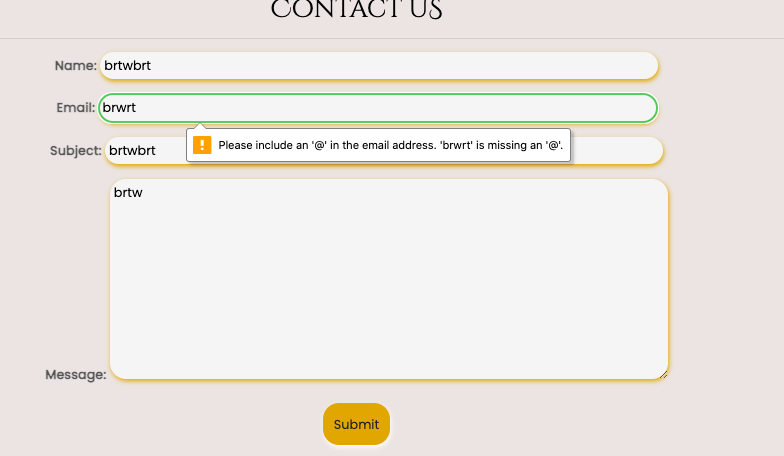 CONTACT US
Name: brtwbrt
Email: brwrt
Please include an '@' in the email address. 'brwrt' is missing an '@'.
Subject: brtwbrt
brtw
Message:
Submit